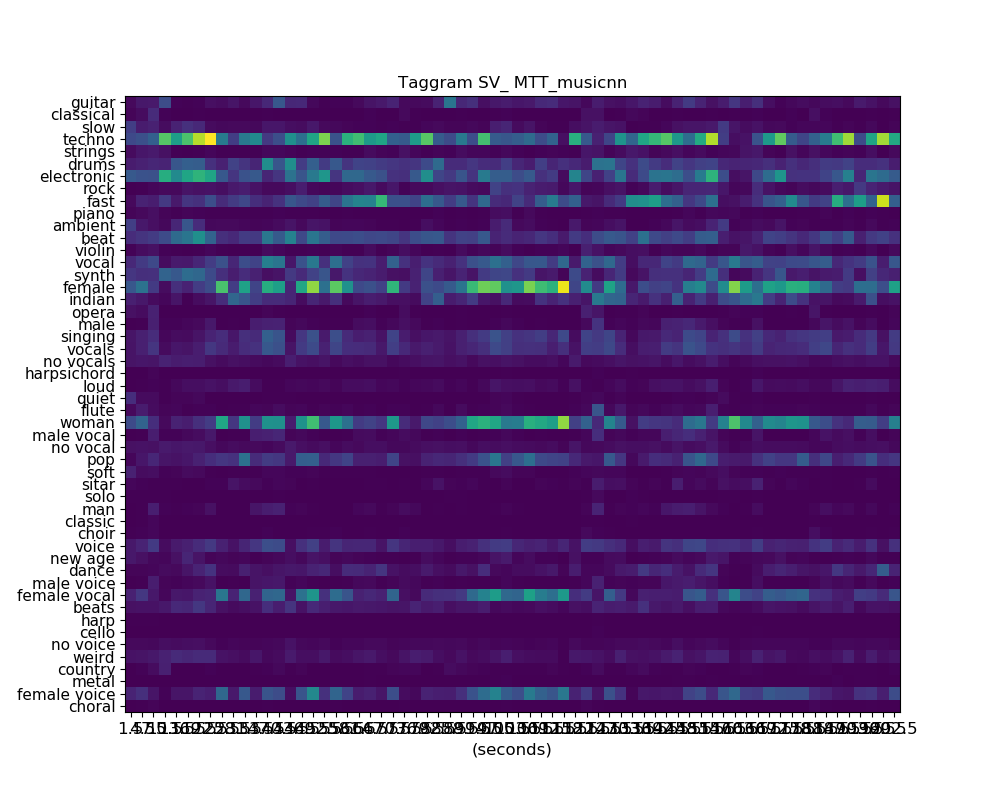 Taggram SV_ MTT_musicnn
guitar
classical
slow
techno
strings
drums
electronic
rock
fast
piano
ambient
beat
violin
vocal
synth
female
indian
opera
male
singing
vocals
no vocals
harpsichord
loud
quiet
flute
woman
male vocal
no vocal
pop
soft
sitar
solo
man
classic
choir
voice
new age
dance
male voice
female vocal
beats
harp
cello
no voice
weird
country
metal
female voice
choral
(seconds)